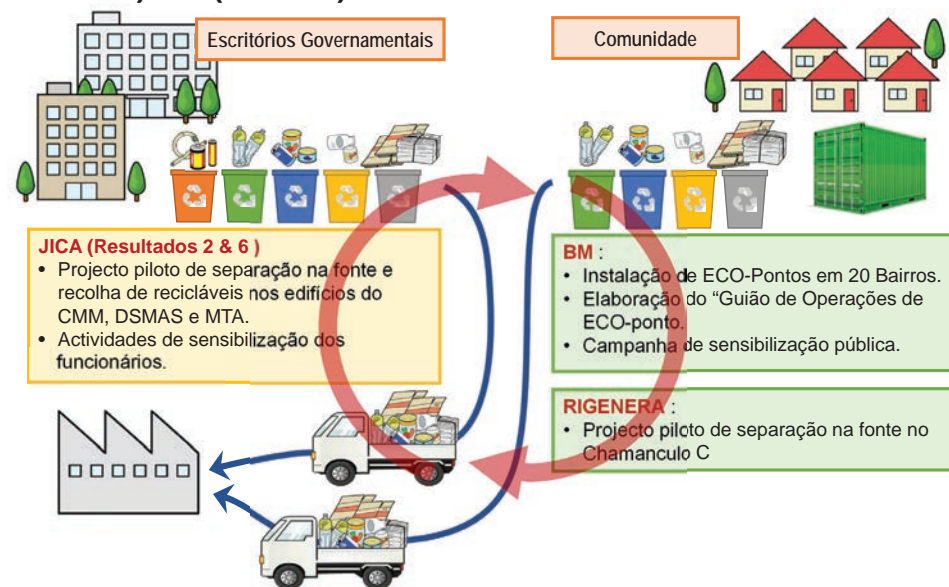 Escritórios Governamentais
Comunidade
JICA (Resultados 2 & 6 )
• Projecto piloto de separação na fonte e
recolha de recicláveis nos edifícios do
CMM, DSMAS e MTA.
• Actividades de sensibilização dos
funcionários.
BM :
• Instalação de ECO-Pontos em 20 Bairros.
• Elaboração do “Guião de Operações de
ECO-ponto.
• Campanha de sensibilização pública.
RIGENERA :
• Projecto piloto de separação na fonte no
Chamanculo C